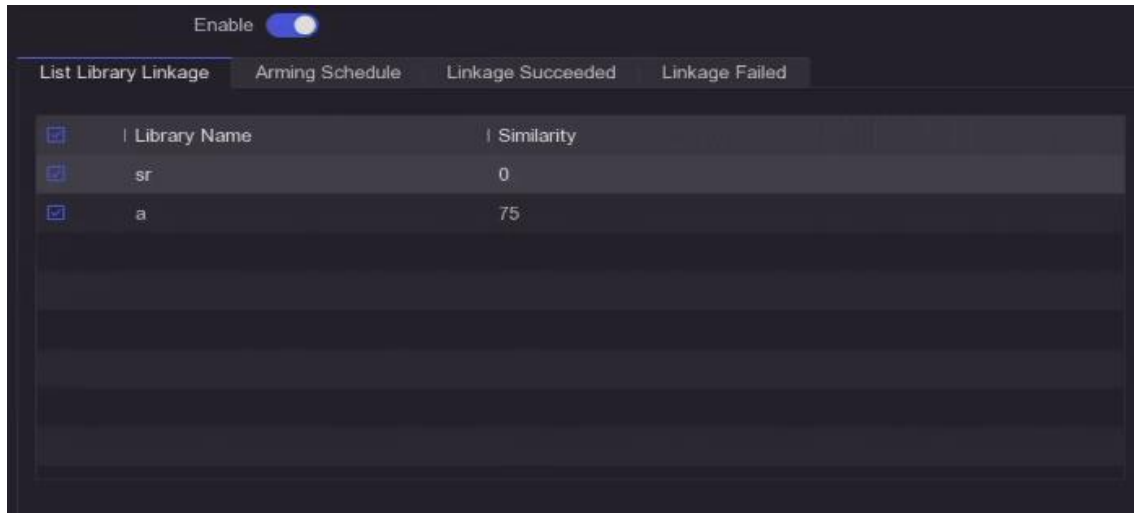 Enable
List Library Linkage Arming Schedule Linkage Succeeded Linkage Failed
Library Name Similarity
sr 0
a 75